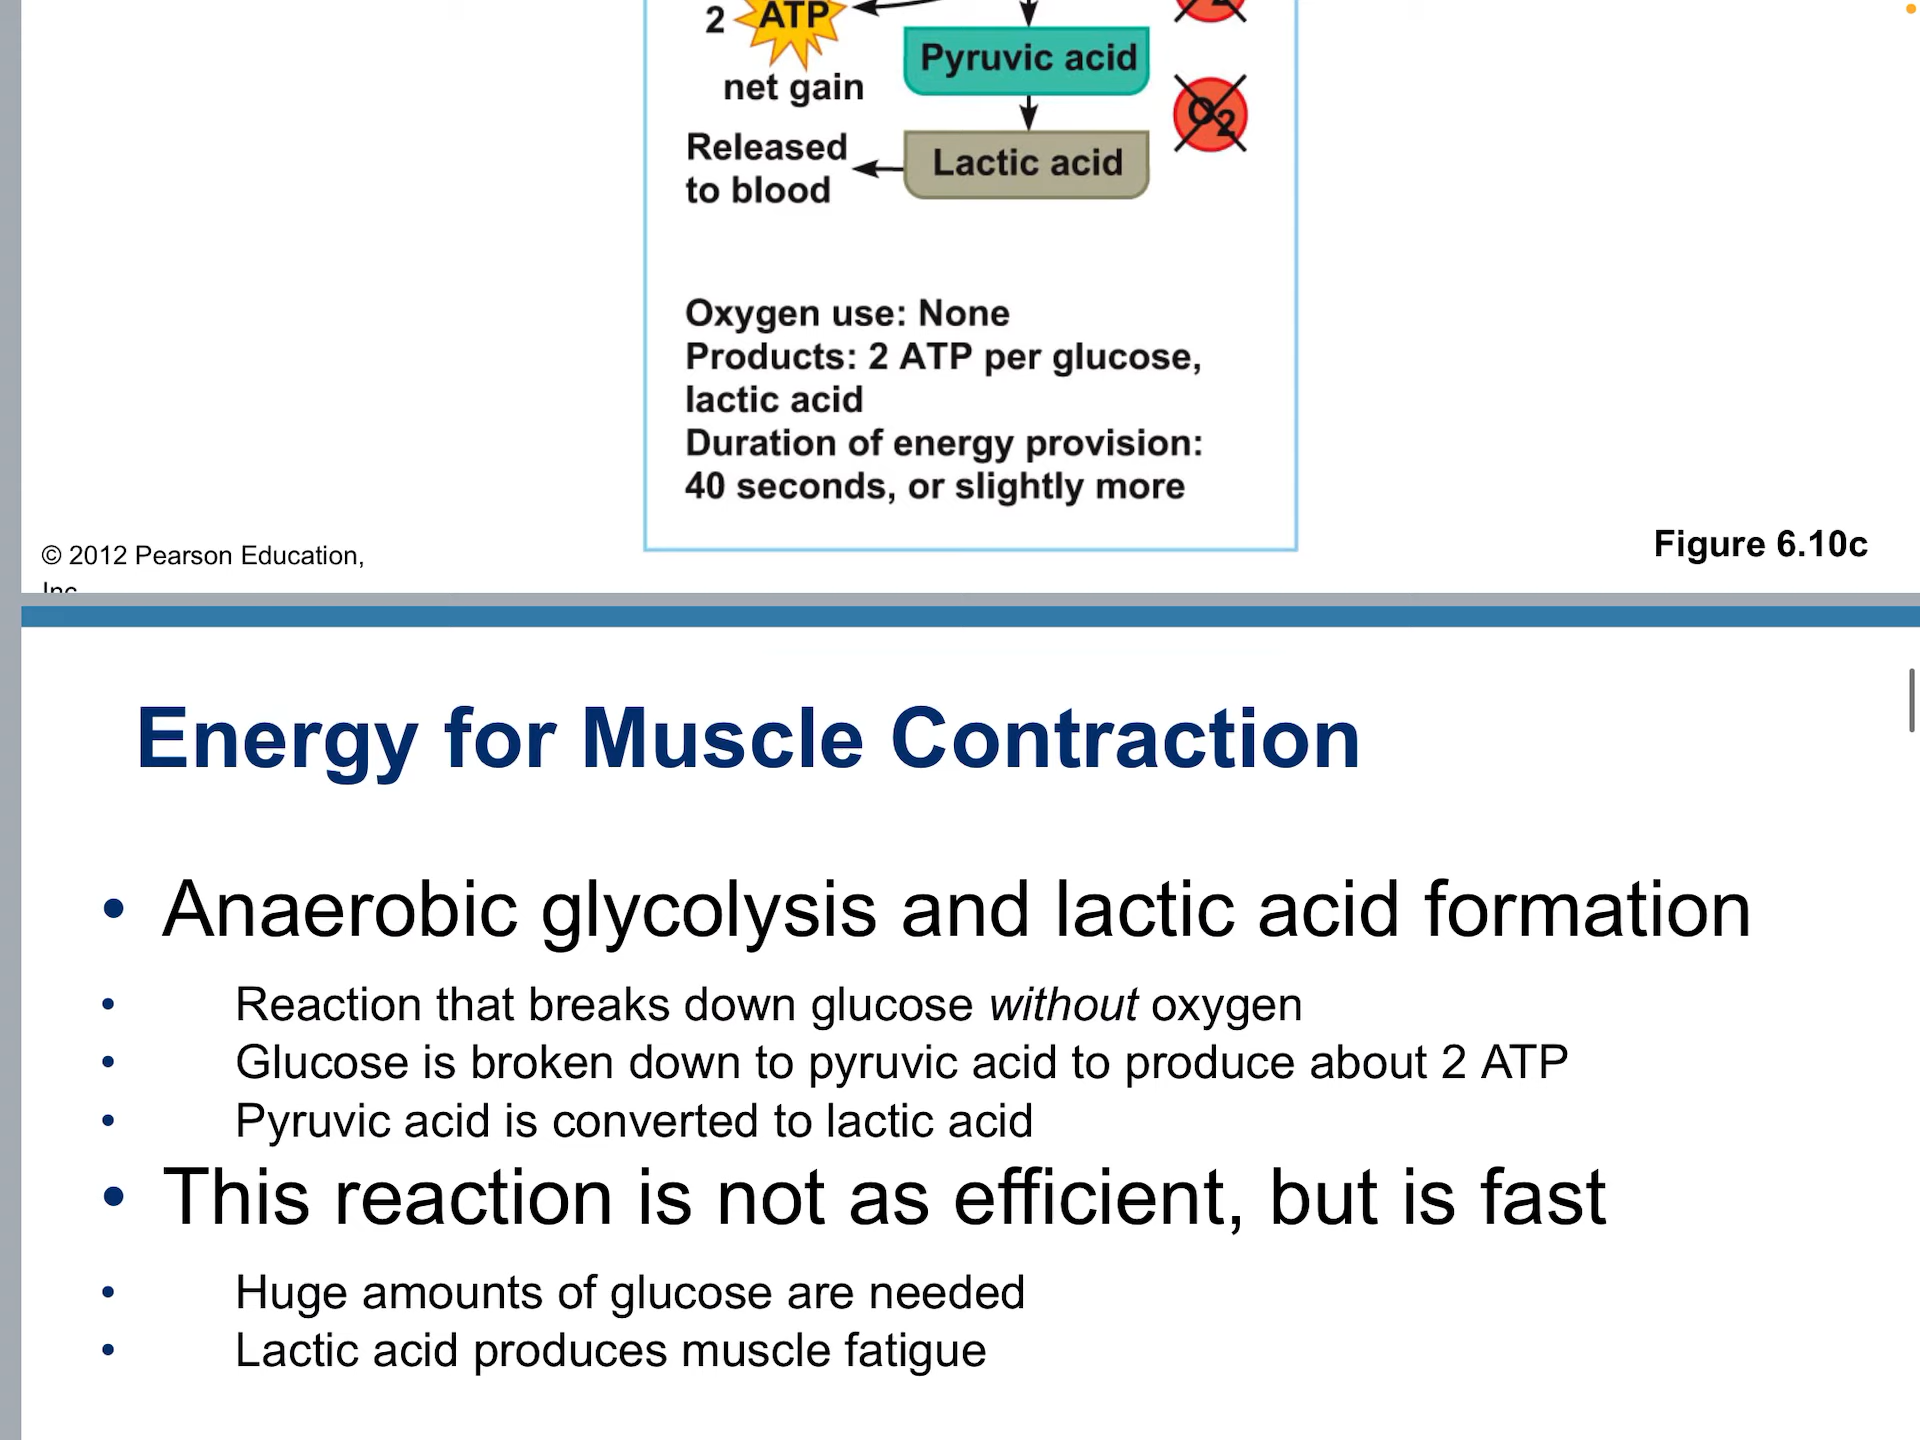 2 ATP
net gain
Pyruvic acid
O2
Released
to blood
Lactic acid
Oxygen use: None
Products: 2 ATP per glucose,
lactic acid
Duration of energy provision:
40 seconds, or slightly more
© 2012 Pearson Education,
Inc
Figure 6.10c
Energy for Muscle Contraction
• Anaerobic glycolysis and lactic acid formation
• Reaction that breaks down glucose without oxygen
• Glucose is broken down to pyruvic acid to produce about 2 ATP
• Pyruvic acid is converted to lactic acid
• This reaction is not as efficient, but is fast
• Huge amounts of glucose are needed
• Lactic acid produces muscle fatigue